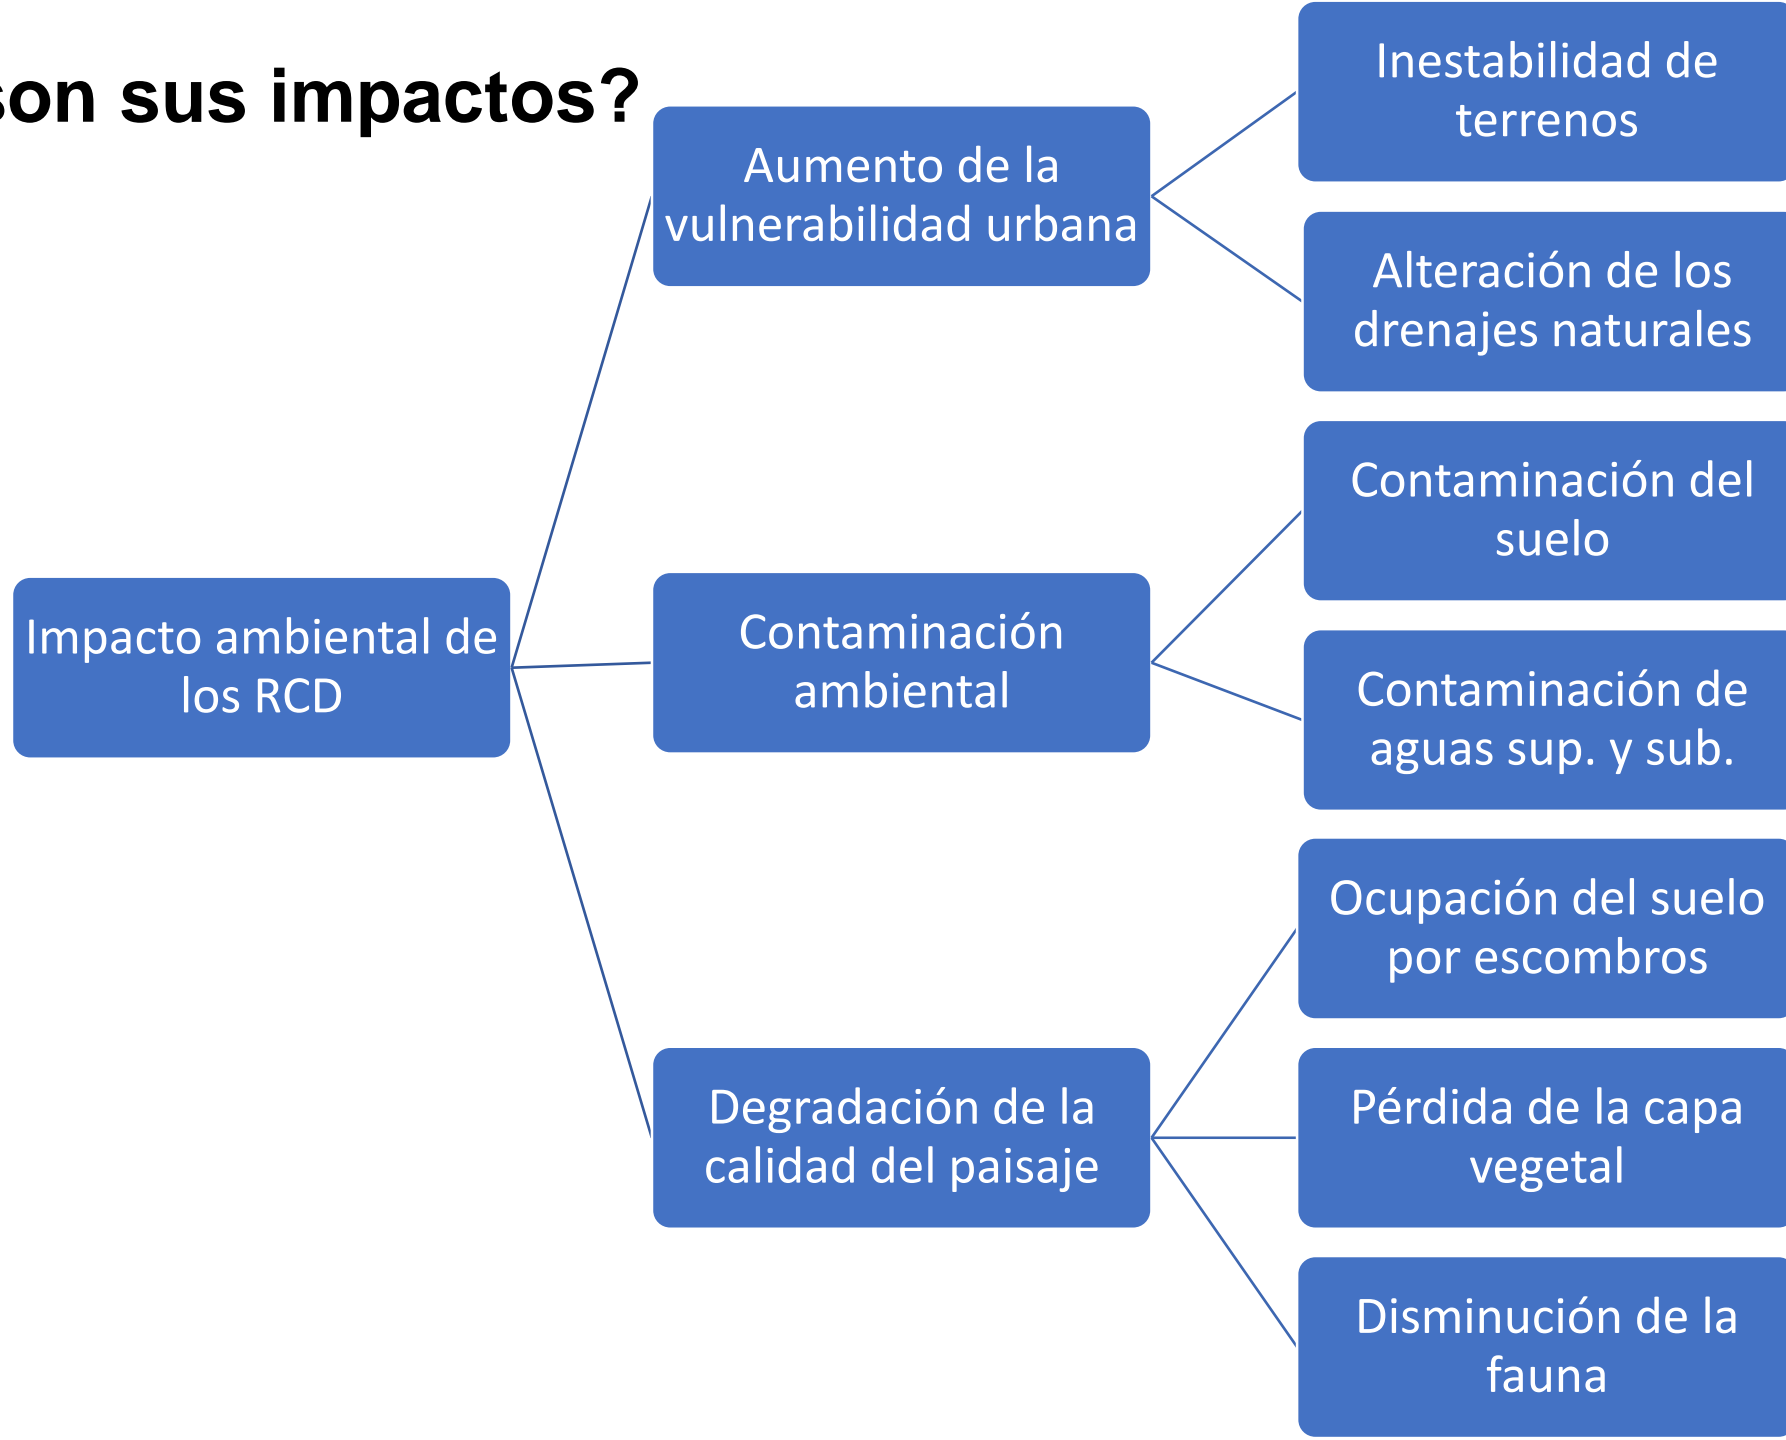 son sus impactos?
Impacto ambiental de
los RCD
Aumento de la
vulnerabilidad urbana
Inestabilidad de
terrenos
Alteración de los
drenajes naturales
Contaminación
ambiental
Contaminación del
suelo
Contaminación de
aguas sup. y sub.
Degradación de la
calidad del paisaje
Ocupación del suelo
por escombros
Pérdida de la capa
vegetal
Disminución de la
fauna